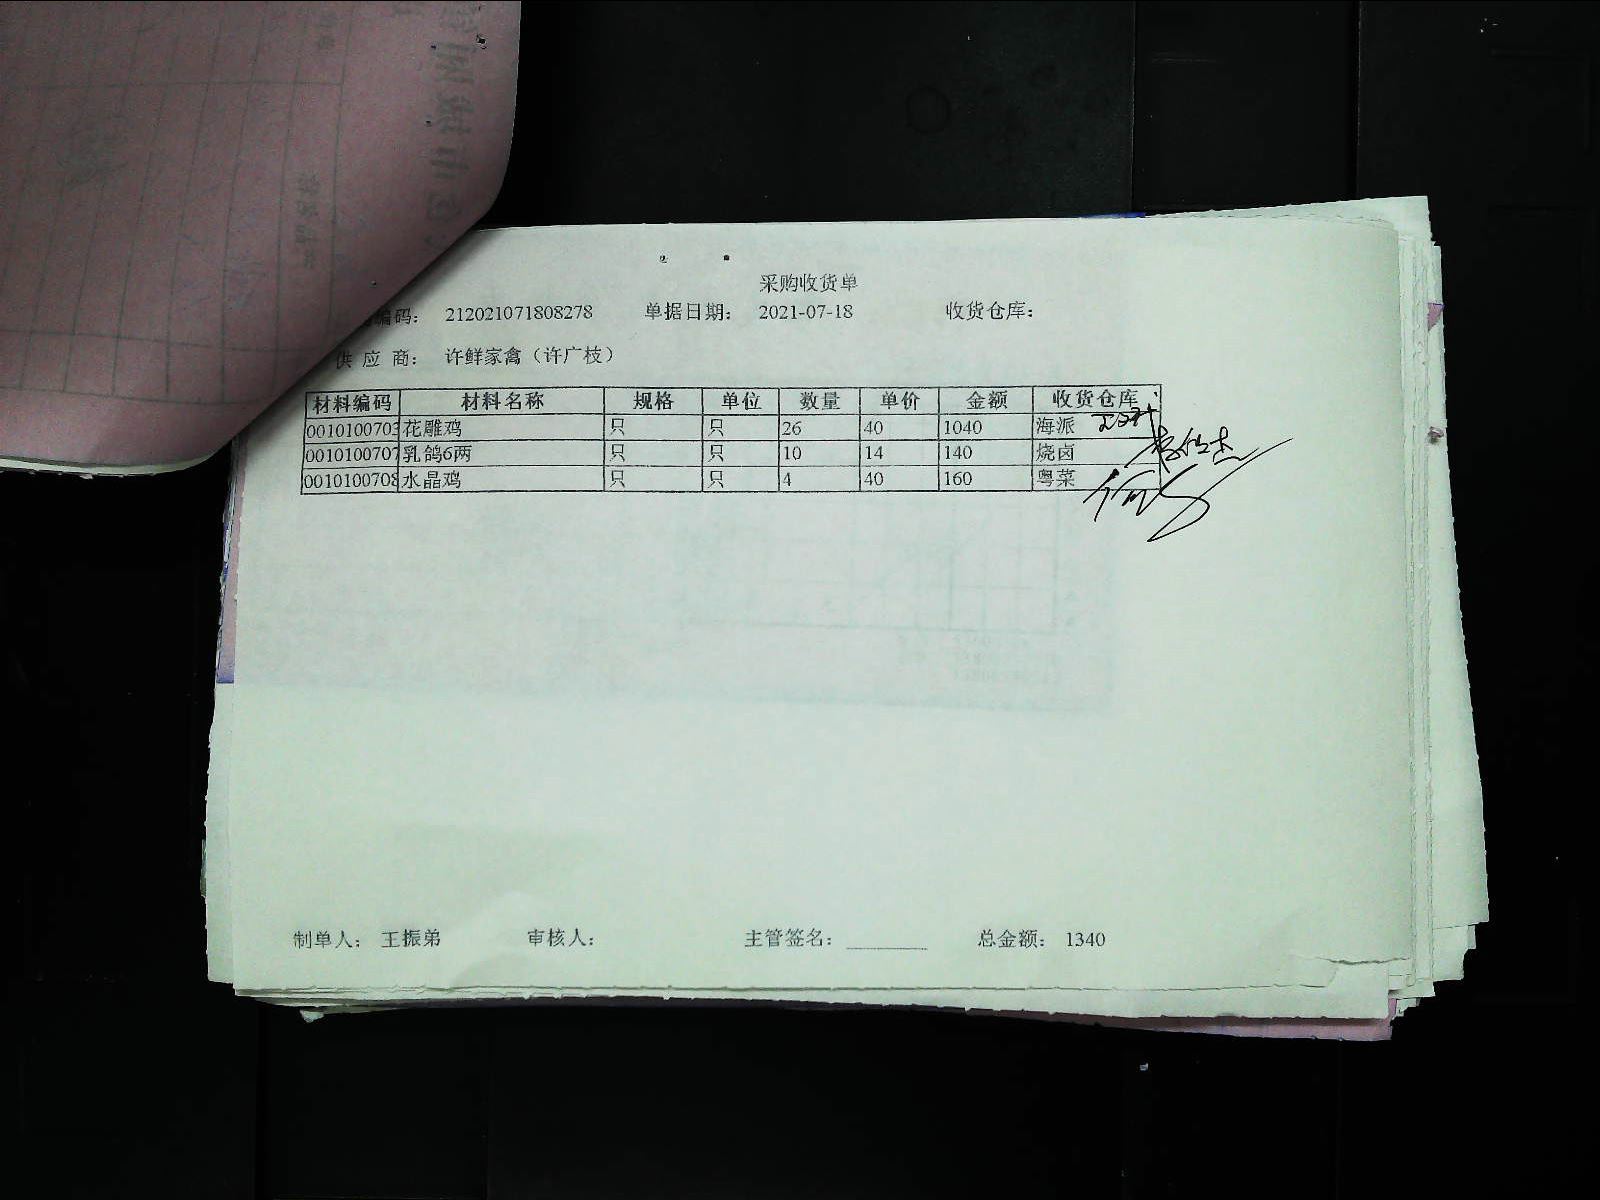 采购收货单
编码： 212021071808278 单据日期： 2021-07-18 收货仓库：
供 应 商： 许鲜家禽（许广枝）
材料编码 材料名称 规格 单位 数量 单价 金额 收货仓库
0010100703 花雕鸡 只 只 26 40 1040 海派
0010100707 乳鸽6两 只 只 10 14 140 烧卤
0010100708 水晶鸡 只 只 4 40 160 粤菜
制单人： 王振弟 审核人： 主管签名： 总金额： 1340